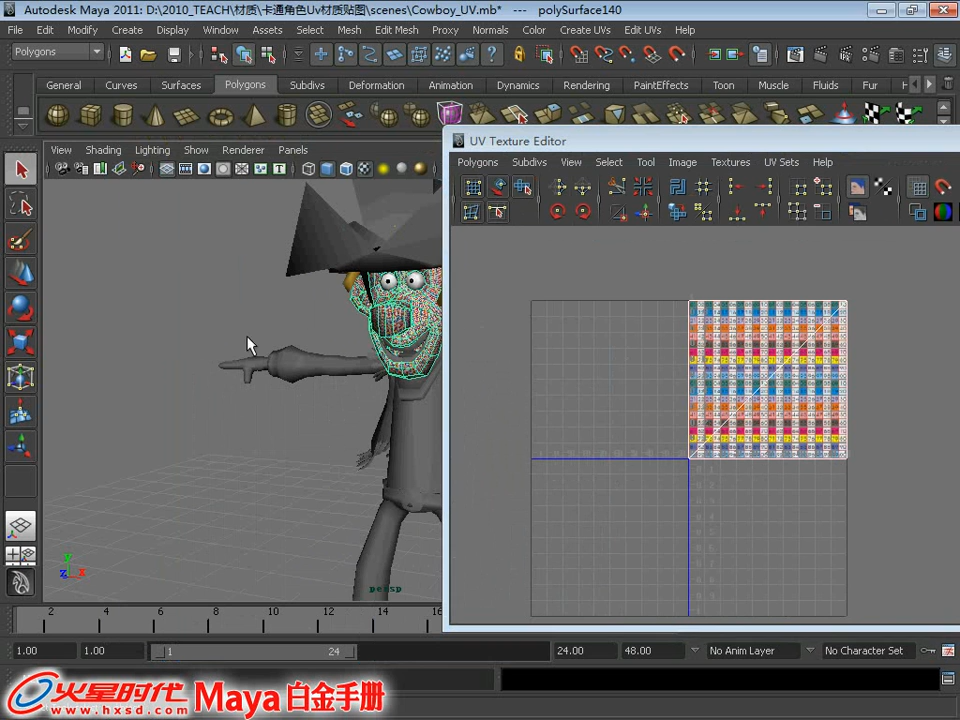 Autodesk Maya 2011: D:\2010_TEACH\材质\卡通角色Uv材质贴图\scenes\Cowboy_UV.mb* --- polySurface140
File Edit Modify Create Display Window Assets Select Mesh Edit Mesh Proxy Normals Color Create UVs Edit UVs Help
Polygons
General Curves Surfaces Polygons Subdivs Deformation Animation Dynamics Rendering PaintEffects Toon Muscle Fluids Fur
View Shading Lighting Show Renderer Panels
UV Texture Editor
Polygons Subdivs View Select Tool Image Textures UV Sets Help
persp
y
z x
2 4 6 8 10 12 14 16
1.00 1.00 1 24 24.00 48.00 No Anim Layer No Character Set
火星时代
www.hxsd.com
Maya白金手册